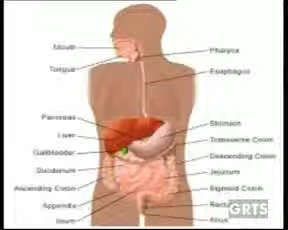 Mouth
Tongue
Pancreas
Liver
Gallbladder
Duodenum
Ascending Colon
Appendix
Ileum
Pharynx
Esophagus
Stomach
Transverse Colon
Descending Colon
Jejunum
Sigmoid Colon
Rectu
Anus
GRTS